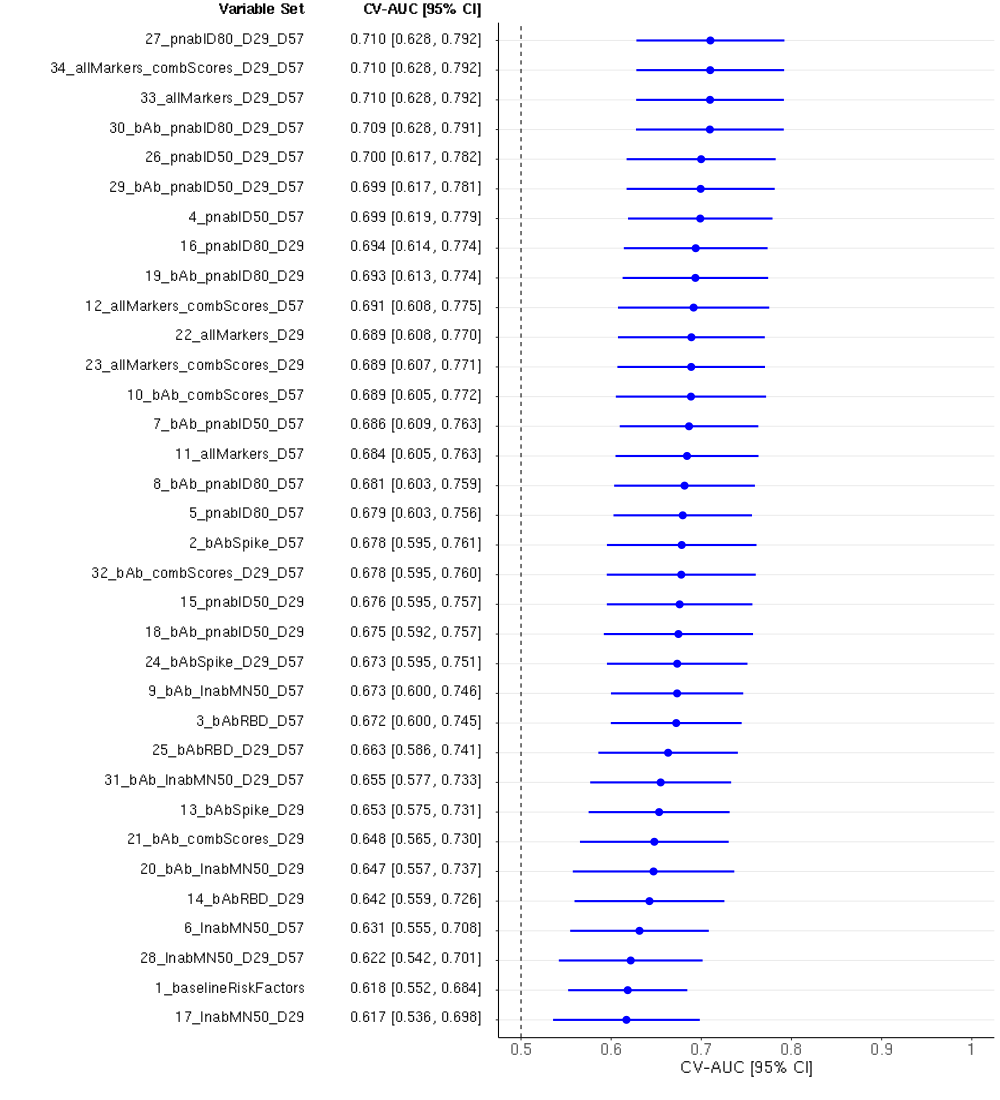 Variable Set CV-AUC [95% CI]
27_pnabID80_D29_D57 0.710 [0.628, 0.792]
34_allMarkers_combScores_D29_D57 0.710 [0.628, 0.792]
33_allMarkers_D29_D57 0.710 [0.628, 0.792]
30_bAb_pnabID80_D29_D57 0.709 [0.628, 0.791]
26_pnabID50_D29_D57 0.700 [0.617, 0.782]
29_bAb_pnabID50_D29_D57 0.699 [0.617, 0.781]
4_pnabID50_D57 0.699 [0.619, 0.779]
16_pnabID80_D29 0.694 [0.614, 0.774]
19_bAb_pnabID80_D29 0.693 [0.613, 0.774]
12_allMarkers_combScores_D57 0.691 [0.608, 0.775]
22_allMarkers_D29 0.689 [0.608, 0.770]
23_allMarkers_combScores_D29 0.689 [0.607, 0.771]
10_bAb_combScores_D57 0.689 [0.605, 0.772]
7_bAb_pnabID50_D57 0.686 [0.609, 0.763]
11_allMarkers_D57 0.684 [0.605, 0.763]
8_bAb_pnabID80_D57 0.681 [0.603, 0.759]
5_pnabID80_D57 0.679 [0.603, 0.756]
2_bAbSpike_D57 0.678 [0.595, 0.761]
32_bAb_combScores_D29_D57 0.678 [0.595, 0.760]
15_pnabID50_D29 0.676 [0.595, 0.757]
18_bAb_pnabID50_D29 0.675 [0.592, 0.757]
24_bAbSpike_D29_D57 0.673 [0.595, 0.751]
9_bAb_lnabMN50_D57 0.673 [0.600, 0.746]
3_bAbRBD_D57 0.672 [0.600, 0.745]
25_bAbRBD_D29_D57 0.663 [0.586, 0.741]
31_bAb_lnabMN50_D29_D57 0.655 [0.577, 0.733]
13_bAbSpike_D29 0.653 [0.575, 0.731]
21_bAb_combScores_D29 0.648 [0.565, 0.730]
20_bAb_lnabMN50_D29 0.647 [0.557, 0.737]
14_bAbRBD_D29 0.642 [0.559, 0.726]
6_lnabMN50_D57 0.631 [0.555, 0.708]
28_lnabMN50_D29_D57 0.622 [0.542, 0.701]
1_baselineRiskFactors 0.618 [0.552, 0.684]
17_lnabMN50_D29 0.617 [0.536, 0.698]
0.5 0.6 0.7 0.8 0.9 1
CV-AUC [95% CI]